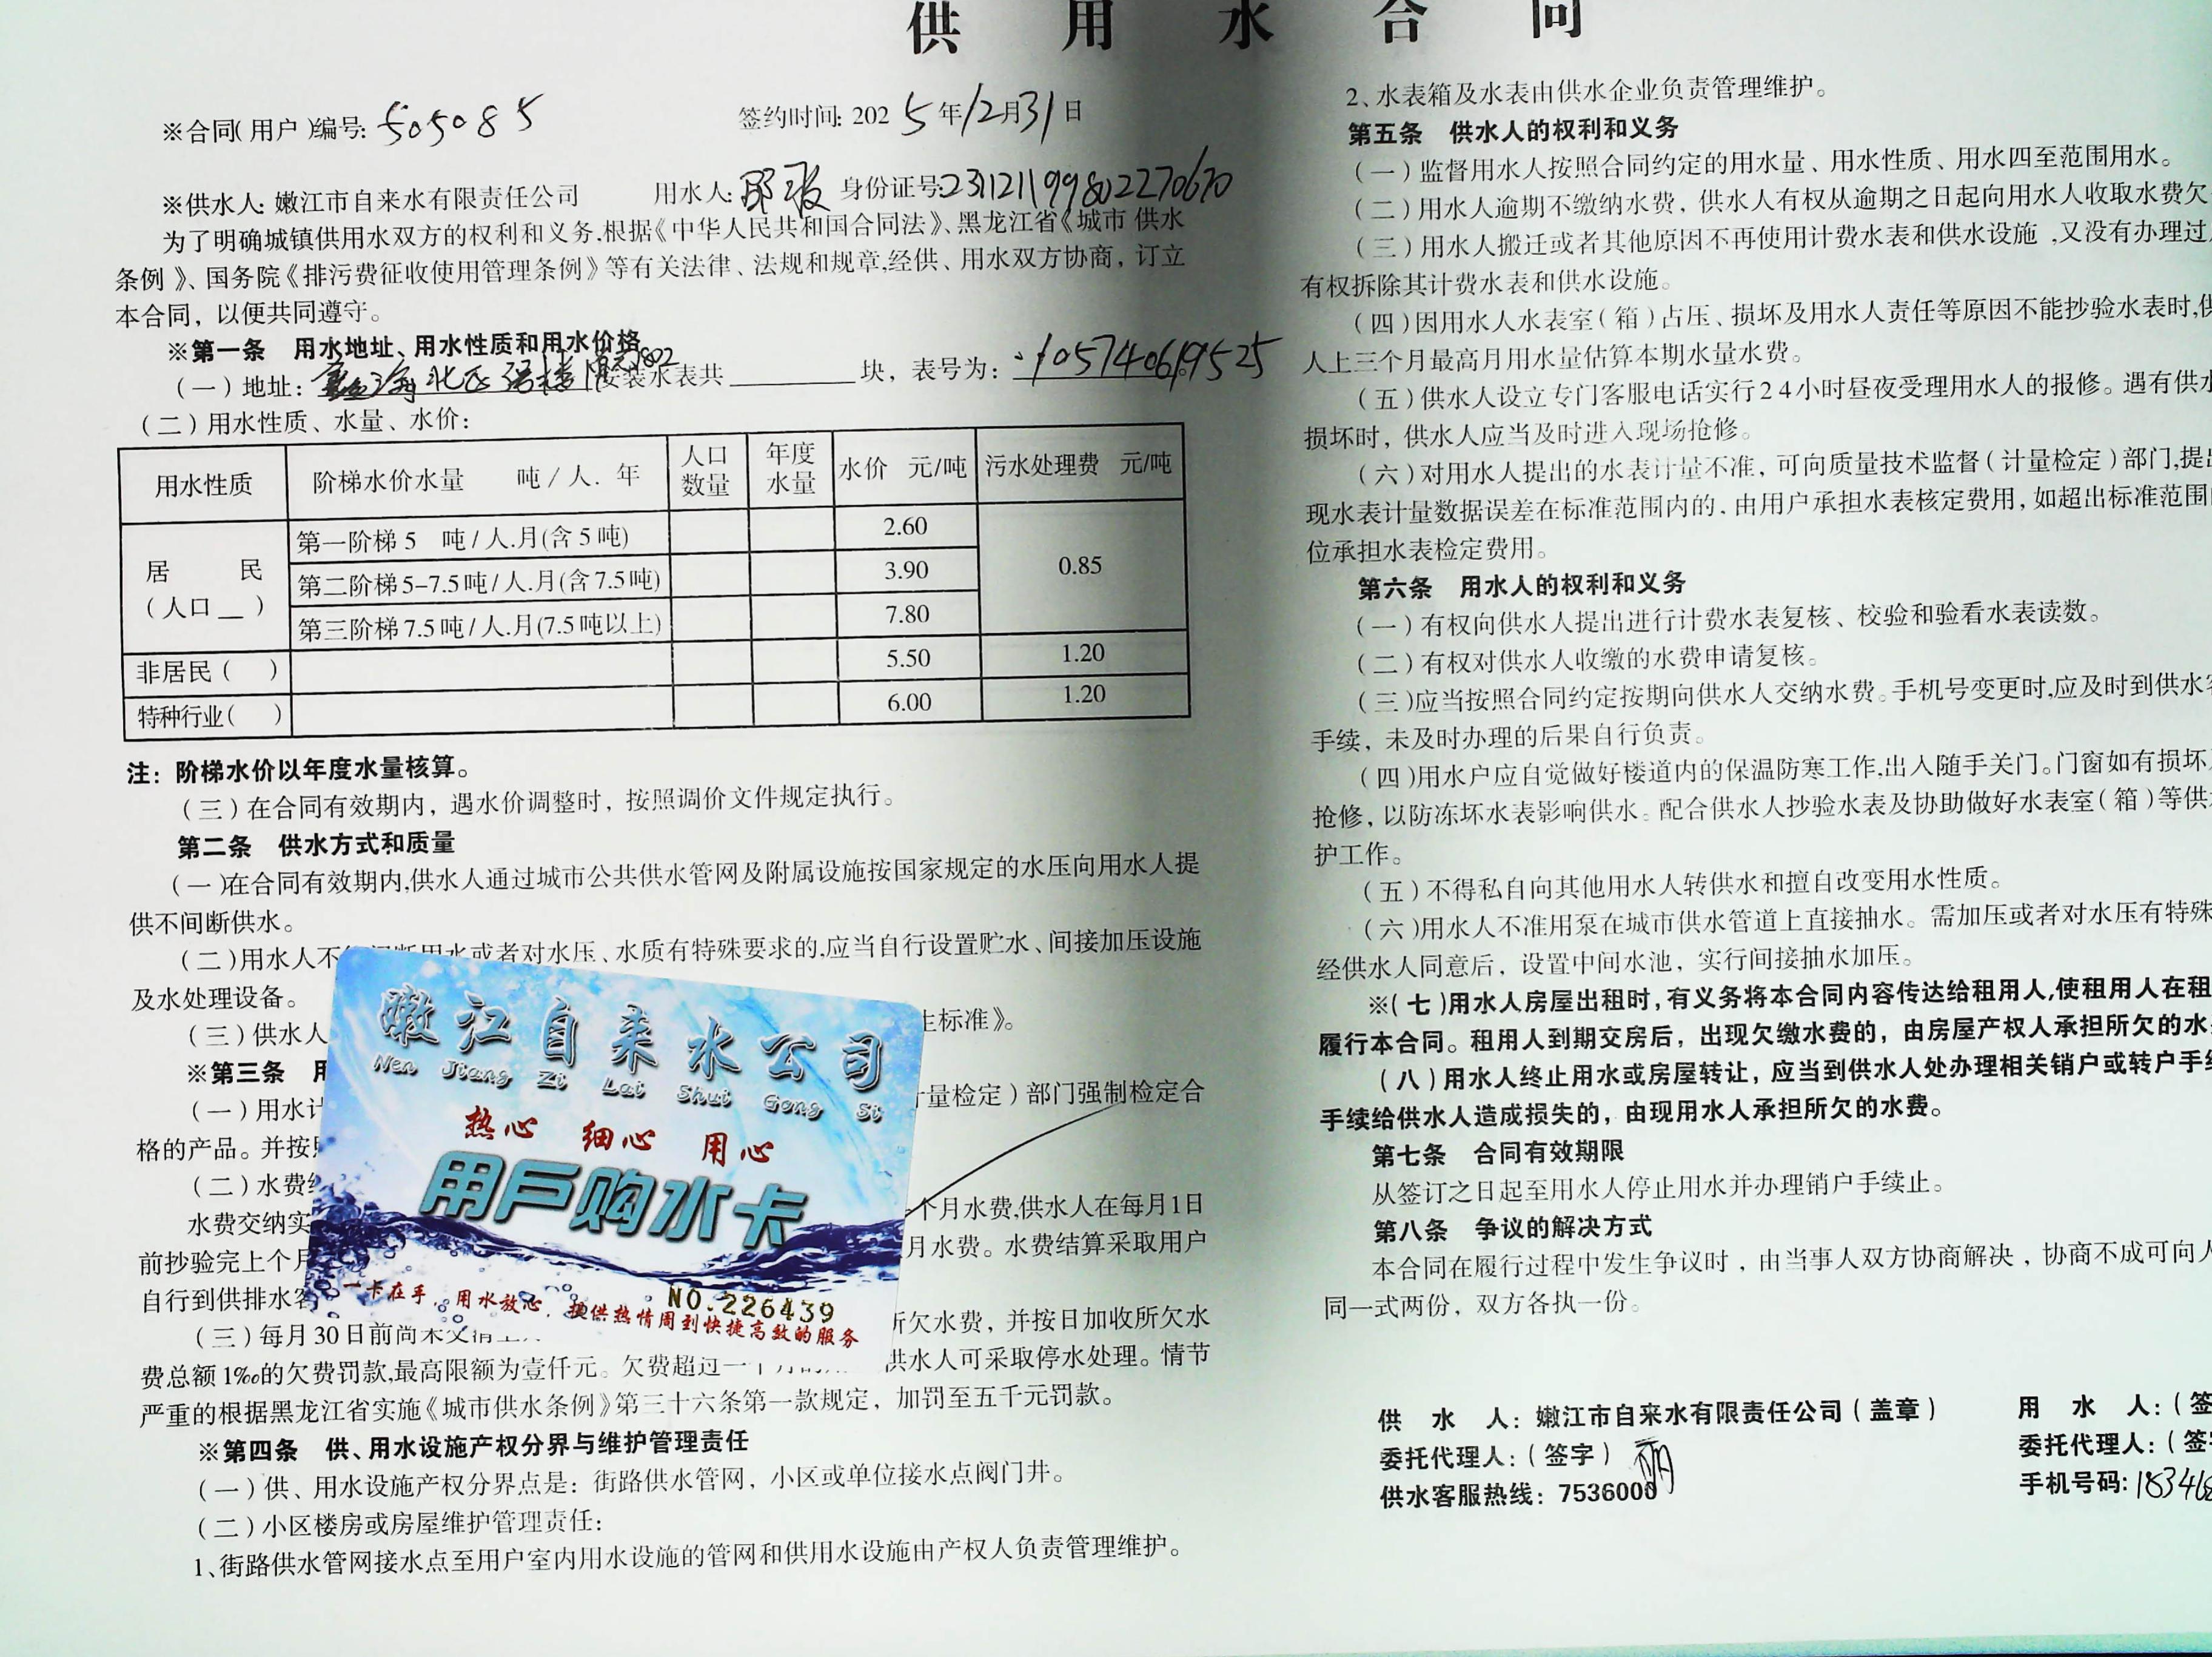 供 用 水 合 同
※合同(用户)编号: 505085 签约时间: 2025年12月31日
※供水人: 嫩江市自来水有限责任公司 用水人: 身份证号:231121199802270670
为了明确城镇供用水双方的权利和义务,根据《中华人民共和国合同法》、黑龙江省《城市 供水
条例》、国务院《排污费征收使用管理条例》等有关法律、法规和规章,经供、用水双方协商，订立
本合同，以便共同遵守。
※第一条 用水地址、用水性质和用水价格
(一)地址: 安装水表共 块，表号为: 105740619525
(二)用水性质、水量、水价:
用水性质 阶梯水价水量 吨/人.年 人口数量 年度水量 水价 元/吨 污水处理费 元/吨
居 民 (人口 ) 第一阶梯 5 吨/人.月(含5吨) 2.60 0.85
第二阶梯 5-7.5吨/人.月(含7.5吨) 3.90
第三阶梯 7.5吨/人.月(7.5吨以上) 7.80
非居民( ) 5.50 1.20
特种行业( ) 6.00 1.20
注: 阶梯水价以年度水量核算。
(三)在合同有效期内，遇水价调整时，按照调价文件规定执行。
第二条 供水方式和质量
(一)在合同有效期内,供水人通过城市公共供水管网及附属设施按国家规定的水压向用水人提
供不间断供水。
(二)用水人不 用水或者对水压、水质有特殊要求的,应当自行设置贮水、间接加压设施
及水处理设备。
(三)供水人 标准》。
※第三条
(一)用水计 量检定)部门强制检定合
格的产品。并按
(二)水费
水费交纳实 个月水费,供水人在每月1日
前抄验完上个月 月水费。水费结算采取用户
自行到供排水
(三)每月30日前尚未交清 所欠水费，并按日加收所欠水
费总额1‰的欠费罚款,最高限额为壹仟元。欠费超过一个月 供水人可采取停水处理。情节
严重的根据黑龙江省实施《城市供水条例》第三十六条第一款规定，加罚至五千元罚款。
※第四条 供、用水设施产权分界与维护管理责任
(一)供、用水设施产权分界点是: 街路供水管网，小区或单位接水点阀门井。
(二)小区楼房或房屋维护管理责任:
1、街路供水管网接水点至用户室内用水设施的管网和供用水设施由产权人负责管理维护。
嫩江自来水公司
Nen Jiang Zi Lai Shui Gong Si
热心 细心 用心
用户购水卡
NO.226439
一卡在手，用水放心，提供热情周到快捷高效的服务
2、水表箱及水表由供水企业负责管理维护。
第五条 供水人的权利和义务
(一)监督用水人按照合同约定的用水量、用水性质、用水四至范围用水。
(二)用水人逾期不缴纳水费，供水人有权从逾期之日起向用水人收取水费欠
(三)用水人搬迁或者其他原因不再使用计费水表和供水设施,又没有办理过
有权拆除其计费水表和供水设施。
(四)因用水人水表室(箱)占压、损坏及用水人责任等原因不能抄验水表时,供
人上三个月最高月用水量估算本期水量水费。
(五)供水人设立专门客服电话实行24小时昼夜受理用水人的报修。遇有供水
损坏时，供水人应当及时进入现场抢修。
(六)对用水人提出的水表计量不准，可向质量技术监督(计量检定)部门,提出
现水表计量数据误差在标准范围内的，由用户承担水表核定费用，如超出标准范围
位承担水表检定费用。
第六条 用水人的权利和义务
(一)有权向供水人提出进行计费水表复核、校验和验看水表读数。
(二)有权对供水人收缴的水费申请复核。
(三)应当按照合同约定按期向供水人交纳水费。手机号变更时,应及时到供水
手续，未及时办理的后果自行负责。
(四)用水户应自觉做好楼道内的保温防寒工作,出入随手关门。门窗如有损坏
抢修，以防冻坏水表影响供水。配合供水人抄验水表及协助做好水表室(箱)等供
护工作。
(五)不得私自向其他用水人转供水和擅自改变用水性质。
(六)用水人不准用泵在城市供水管道上直接抽水。需加压或者对水压有特殊
经供水人同意后，设置中间水池，实行间接抽水加压。
※(七)用水人房屋出租时,有义务将本合同内容传达给租用人,使租用人在租
履行本合同。租用人到期交房后，出现欠缴水费的，由房屋产权人承担所欠的水
(八)用水人终止用水或房屋转让，应当到供水人处办理相关销户或转户手续
手续给供水人造成损失的，由现用水人承担所欠的水费。
第七条 合同有效期限
从签订之日起至用水人停止用水并办理销户手续止。
第八条 争议的解决方式
本合同在履行过程中发生争议时，由当事人双方协商解决，协商不成可向人
同一式两份，双方各执一份。
供 水 人: 嫩江市自来水有限责任公司(盖章) 用 水 人:(签
委托代理人:(签字) 委托代理人:(签字
供水客服热线: 7536000 手机号码: 18346